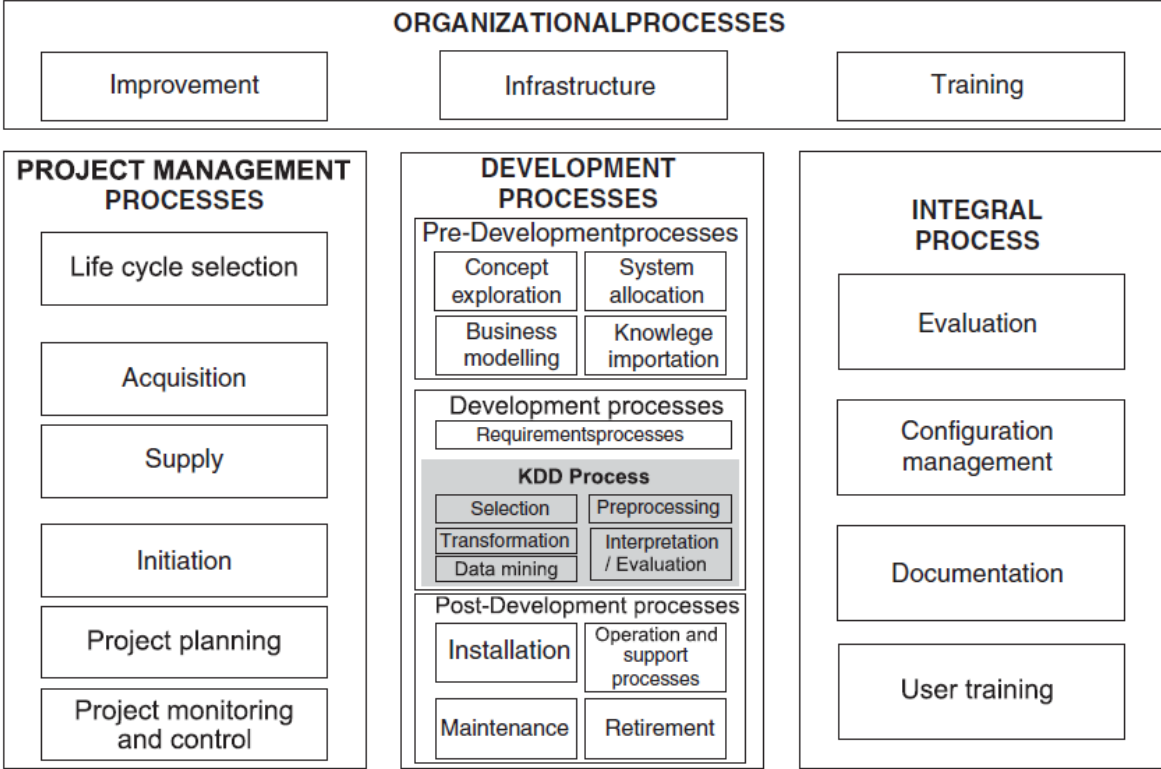 ORGANIZATIONALPROCESSES
Improvement
Infrastructure
Training
PROJECT MANAGEMENT
PROCESSES
Life cycle selection
Acquisition
Supply
Initiation
Project planning
Project monitoring
and control
DEVELOPMENT
PROCESSES
Pre-Developmentprocesses
Concept
exploration
System
allocation
Business
modelling
Knowlege
importation
Development processes
Requirementsprocesses
KDD Process
Selection
Preprocessing
Transformation
Data mining
Interpretation
/ Evaluation
Post-Development processes
Installation
Operation and
support
processes
Maintenance
Retirement
INTEGRAL
PROCESS
Evaluation
Configuration
management
Documentation
User training